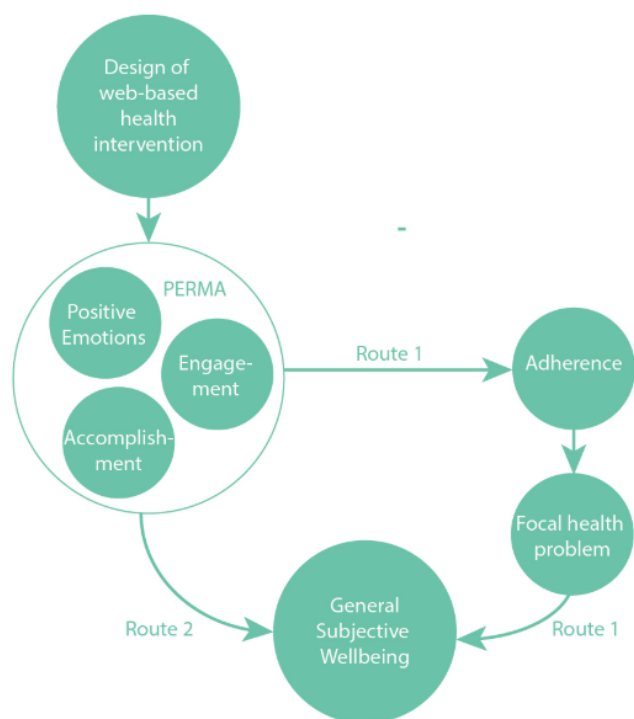 Design of
web-based
health
intervention
PERMA
Positive
Emotions
Engage-
ment
Accomplish-
ment
Route 1
Adherence
Focal health
problem
Route 2
General
Subjective
Wellbeing
Route 1